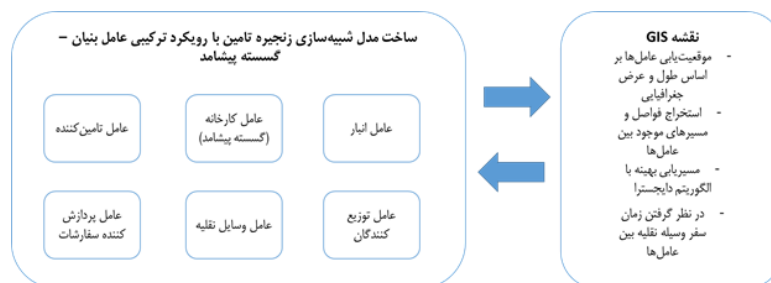 ساخت مدل شبیه‌سازی زنجیره تامین با رویکرد ترکیبی عامل بنیان –
گسسته پیشامد
عامل انبار
عامل کارخانه
(گسسته پیشامد)
عامل تامین‌کننده
عامل توزیع
کنندگان
عامل وسایل نقلیه
عامل پردازش
کننده سفارشات
نقشه GIS
- موقعیت‌یابی عامل‌ها بر
اساس طول و عرض
جغرافیایی
- استخراج فواصل و
مسیرهای موجود بین
عامل‌ها
- مسیریابی بهینه با
الگوریتم دایجسترا
- در نظر گرفتن زمان
سفر وسیله نقلیه بین
عامل‌ها